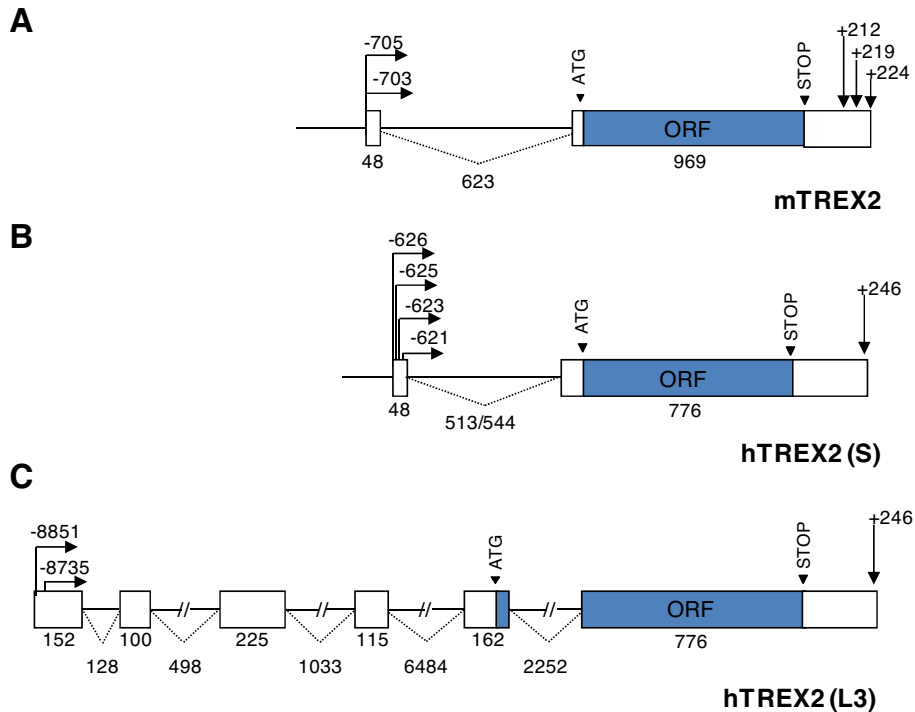 A
-705
-703
ATG
STOP
+212
+219
+224
ORF
48
623
969
mTREX2
B
-626
-625
-623
-621
ATG
STOP
+246
ORF
48
513/544
776
hTREX2 (S)
C
-8851
-8735
ATG
STOP
+246
ORF
152
100
225
115
162
776
128
498
1033
6484
2252
hTREX2 (L3)